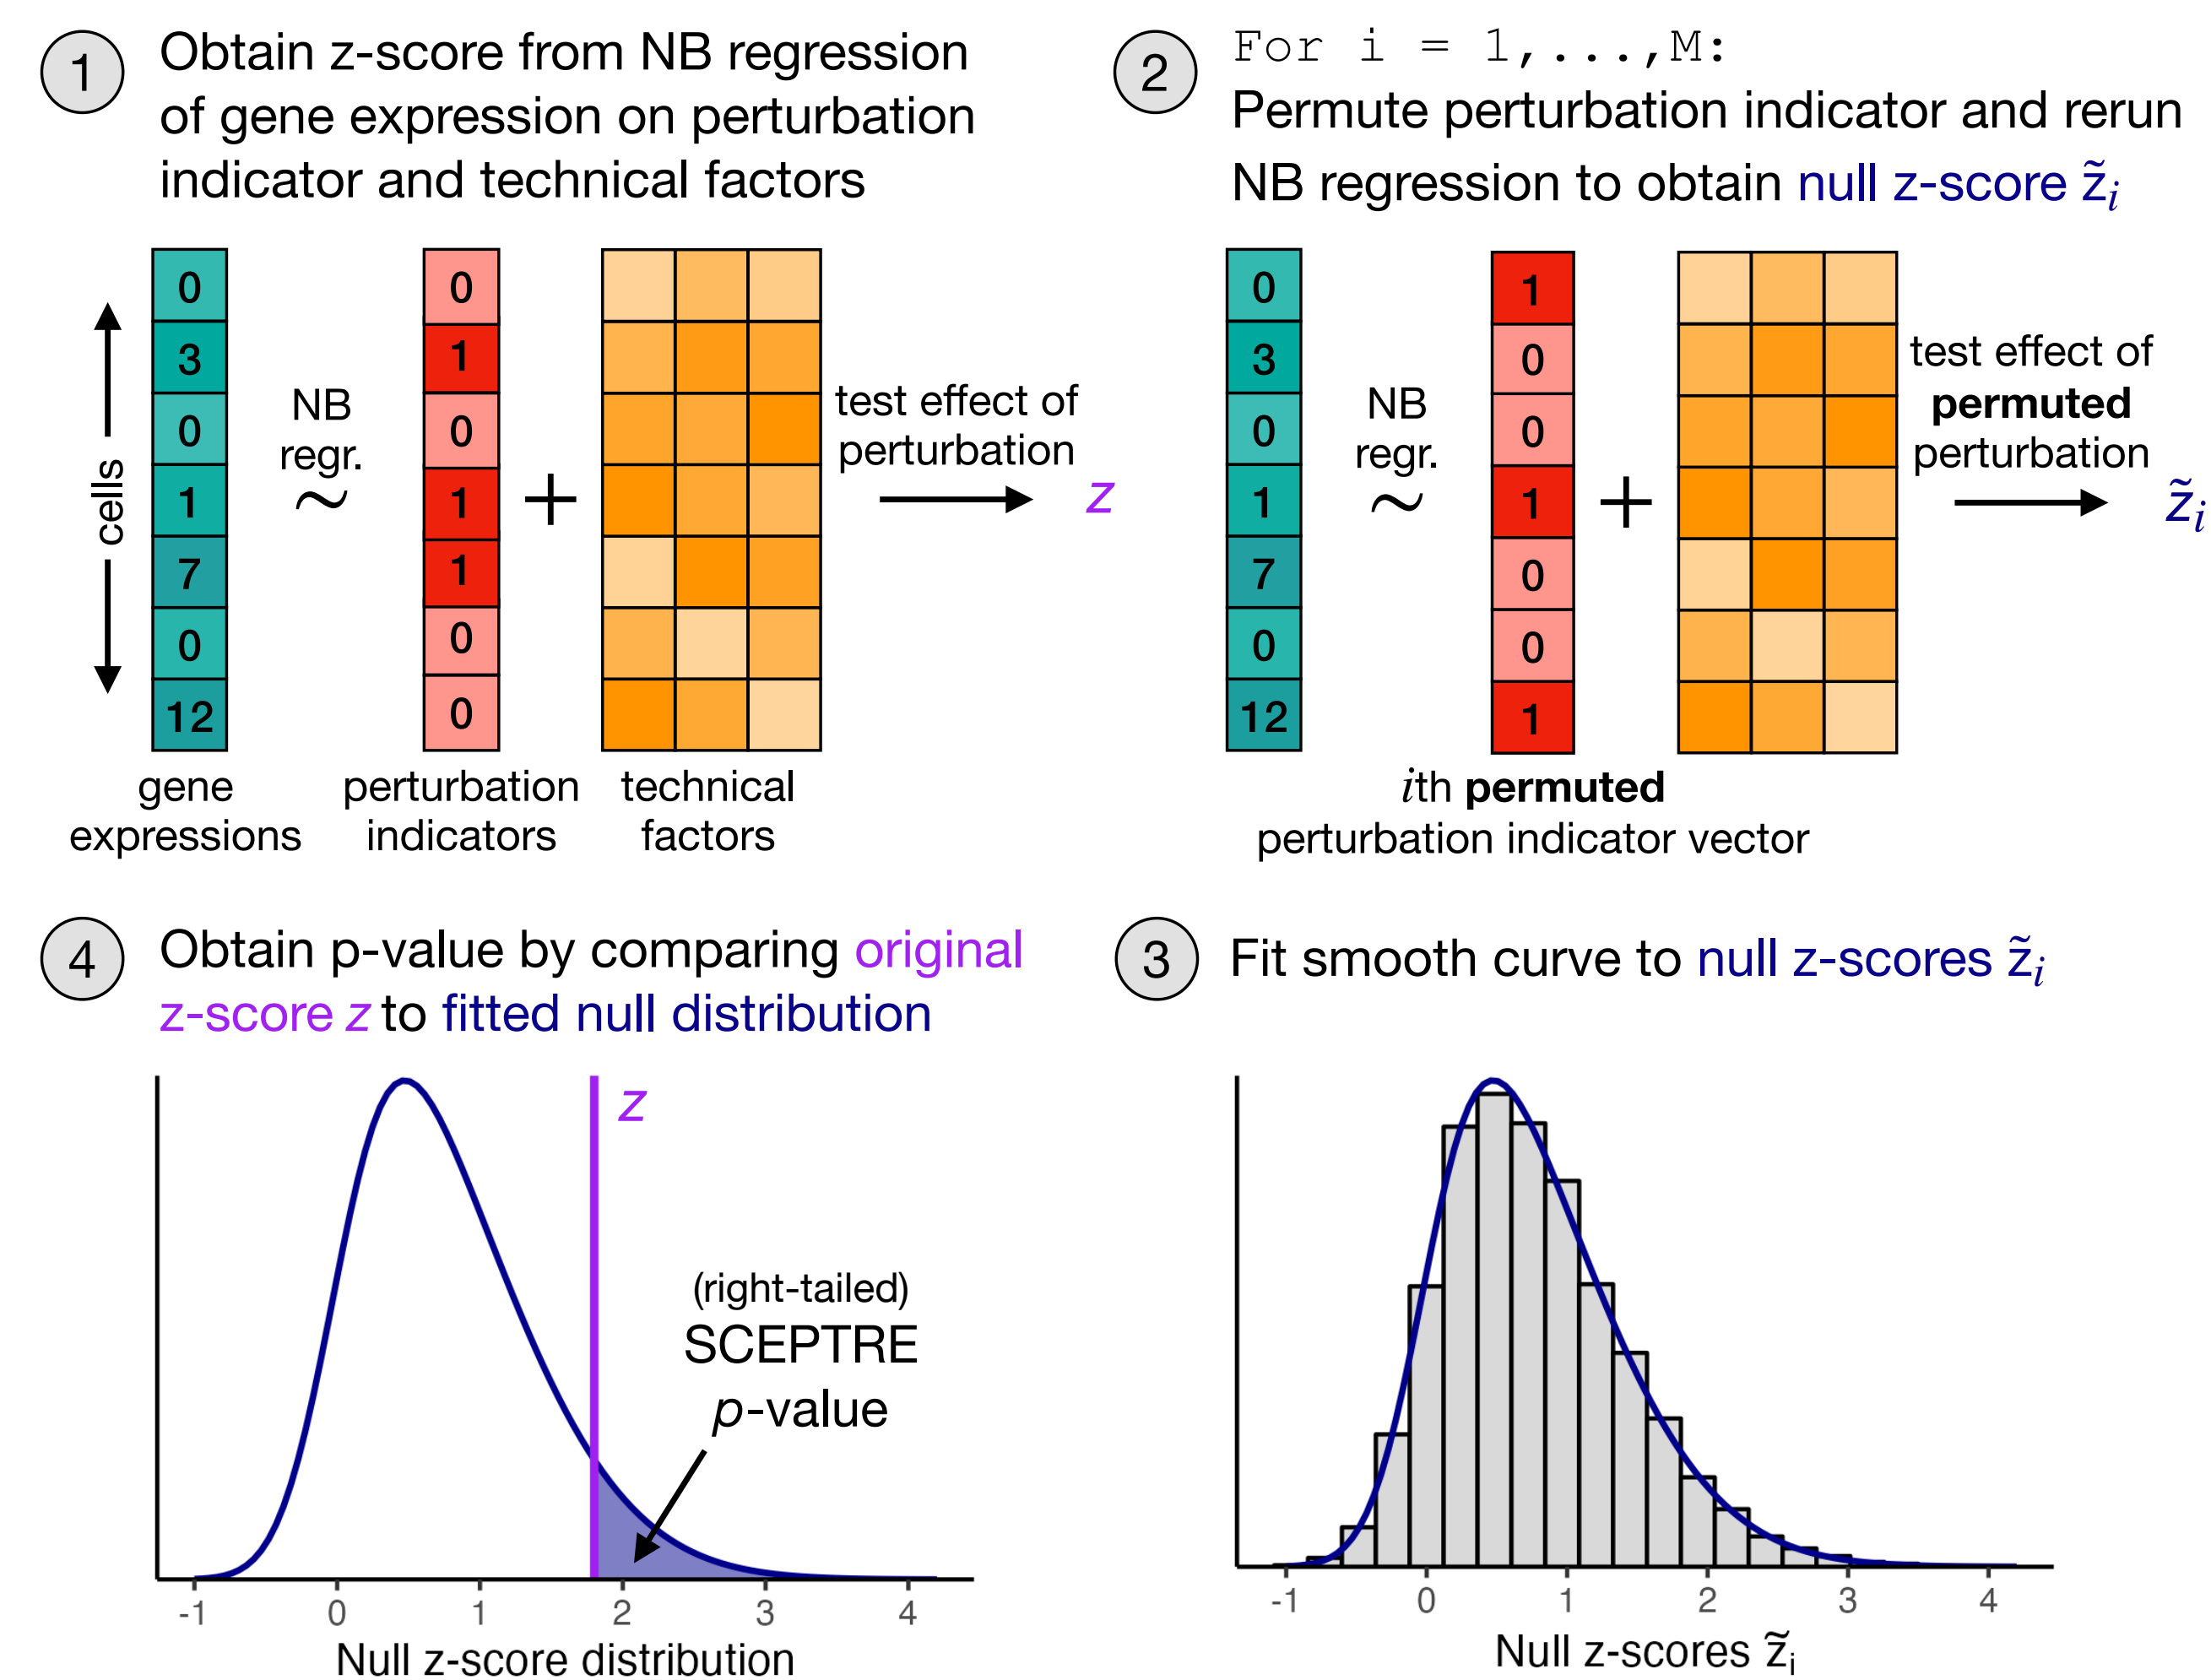 1
Obtain z-score from NB regression
of gene expression on perturbation
indicator and technical factors
cells
0
3
0
1
7
0
12
gene
expressions
NB
regr.
~
0
1
0
1
1
0
0
perturbation
indicators
+
technical
factors
test effect of
perturbation
z
2
For i = 1,...,M:
Permute perturbation indicator and rerun
NB regression to obtain null z-score z̃ᵢ
0
3
0
1
7
0
12
NB
regr.
~
1
0
0
1
0
0
1
ith permuted
perturbation indicator vector
+
test effect of
permuted
perturbation
z̃ᵢ
3
Fit smooth curve to null z-scores z̃ᵢ
-1 0 1 2 3 4
Null z-scores z̃ᵢ
4
Obtain p-value by comparing original
z-score z to fitted null distribution
z
(right-tailed)
SCEPTRE
p-value
-1 0 1 2 3 4
Null z-score distribution